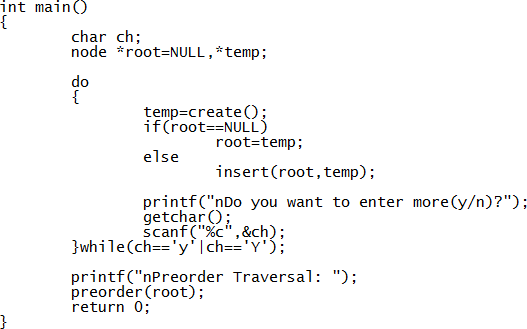 int main()
{
char ch;
node *root=NULL,*temp;
do
{
temp=create();
if(root==NULL)
root=temp;
else
insert(root,temp);
printf("nDo you want to enter more(y/n)?");
getchar();
scanf("%c",&ch);
}while(ch=='y'|ch=='Y');
printf("nPreorder Traversal: ");
preorder(root);
return 0;
}